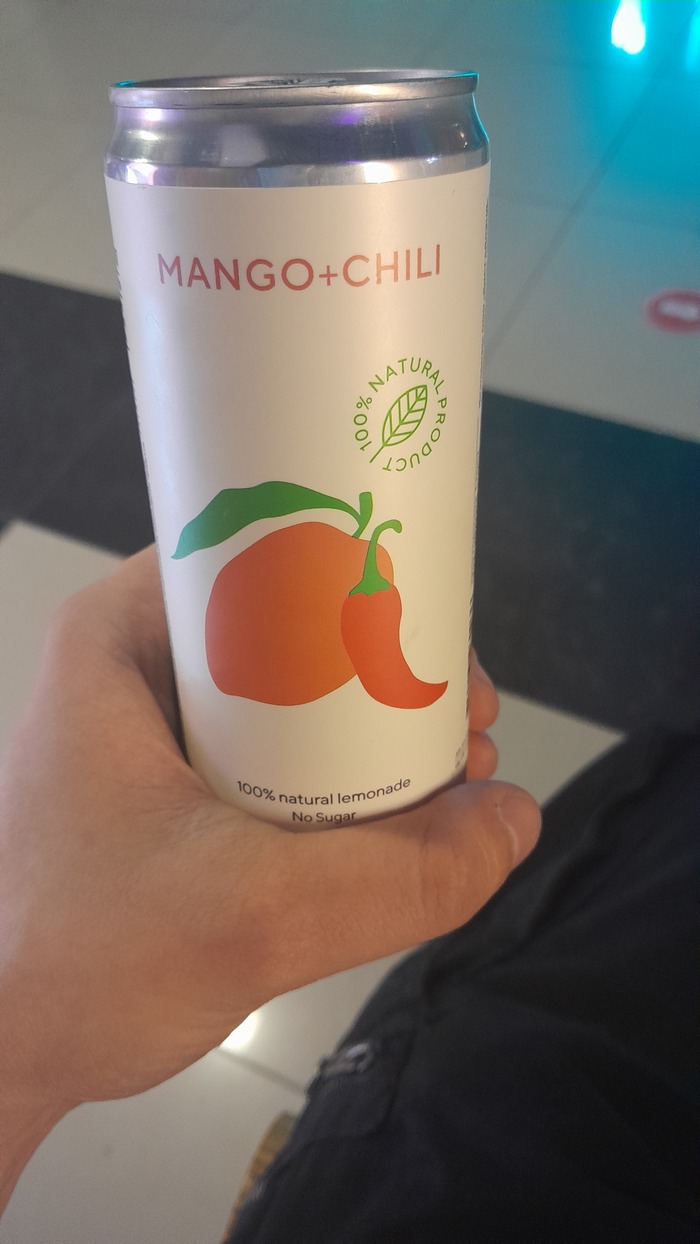 MANGO+CHILI
100% NATURAL PRODUCT
100% natural lemonade
No Sugar